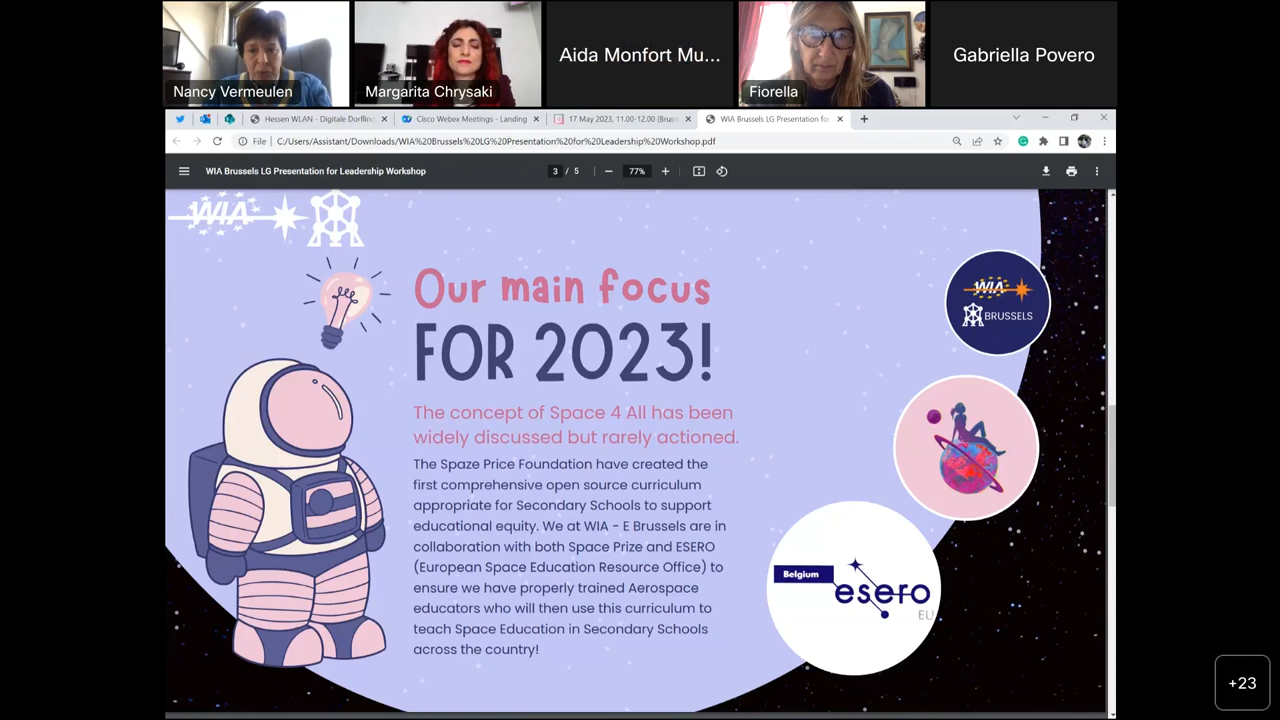 Aida Monfort Mu...
Gabriella Povero
Nancy Vermeulen
Margarita Chrysaki
Fiorella
Hessen WLAN - Digitale Dorflind
Cisco Webex Meetings - Landing
17 May 2023, 11.00-12.00 (Bruss
WIA Brussels LG Presentation fo
File
C:/Users/Assistant/Downloads/WIA%20Brussels%20LG%20Presentation%20for%20Leadership%20Workshop.pdf
WIA Brussels LG Presentation for Leadership Workshop
3 / 5
77%
WIA
Our main focus
FOR 2023!
The concept of Space 4 All has been
widely discussed but rarely actioned.
The Spaze Price Foundation have created the
first comprehensive open source curriculum
appropriate for Secondary Schools to support
educational equity. We at WIA - E Brussels are in
collaboration with both Space Prize and ESERO
(European Space Education Resource Office) to
ensure we have properly trained Aerospace
educators who will then use this curriculum to
teach Space Education in Secondary Schools
across the country!
WIA
BRUSSELS
Belgium
esero
EU
+23